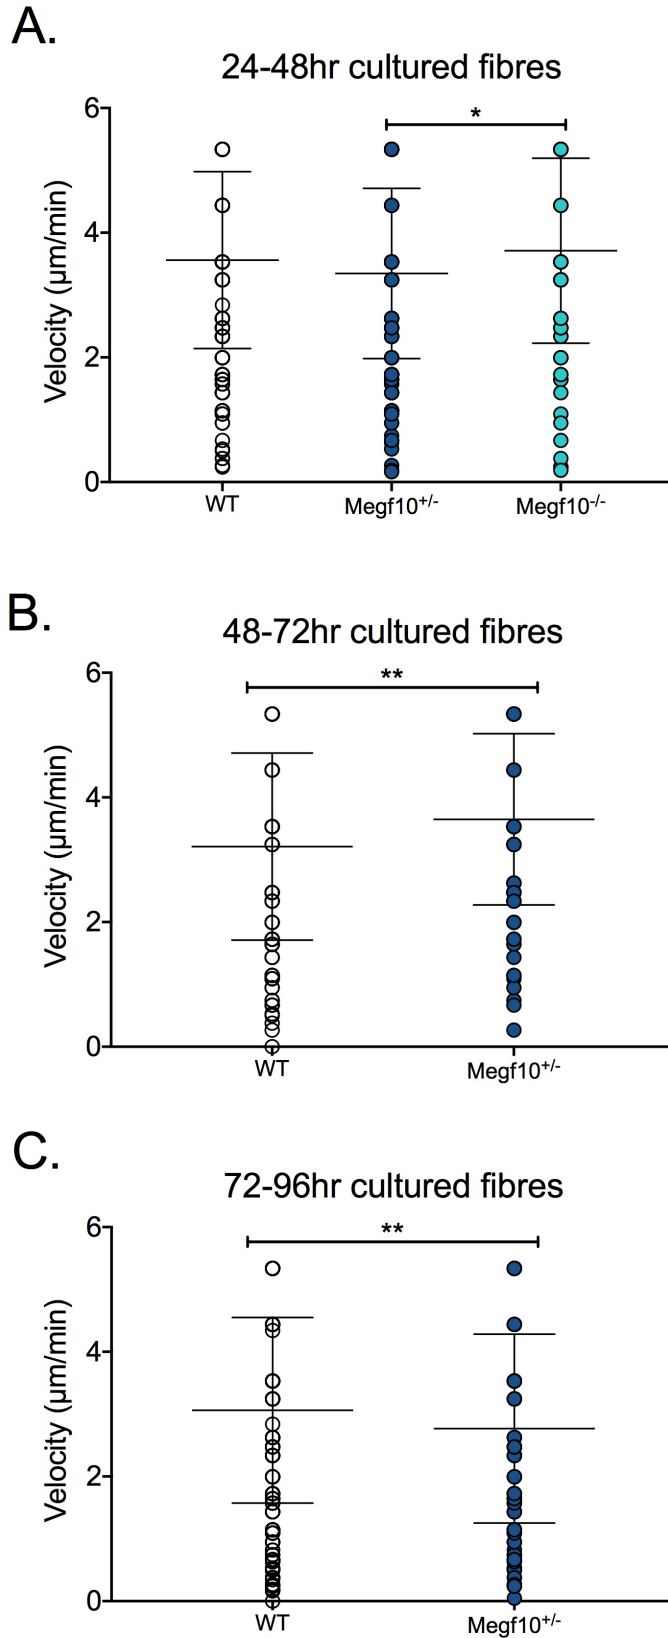 A.
24-48hr cultured fibres
*
Velocity (µm/min)
6
4
2
0
WT Megf10+/- Megf10-/-
B.
48-72hr cultured fibres
**
Velocity (µm/min)
6
4
2
0
WT Megf10+/-
C.
72-96hr cultured fibres
**
Velocity (µm/min)
6
4
2
0
WT Megf10+/-